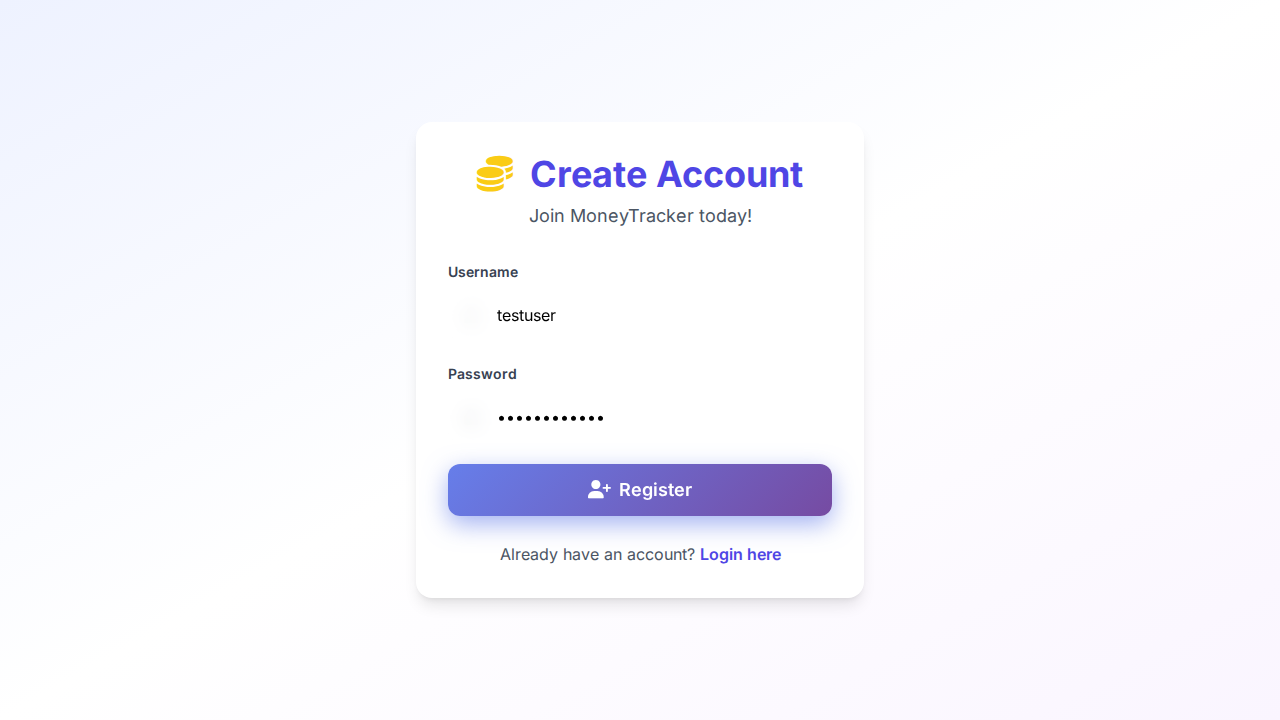 Create Account
Join MoneyTracker today!
Username
testuser
Password
••••••••••••
Register
Already have an account? Login here